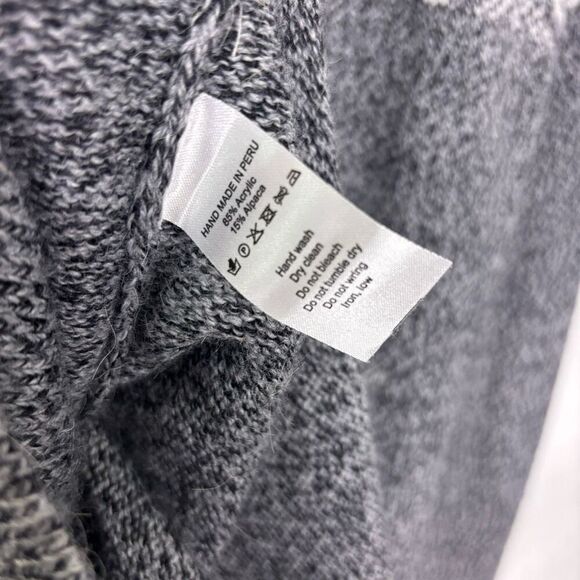 HAND MADE IN PERU
85% Acrylic
15% Alpaca
Hand wash
Dry clean
Do not bleach
Do not tumble dry
Do not wring
Iron, low